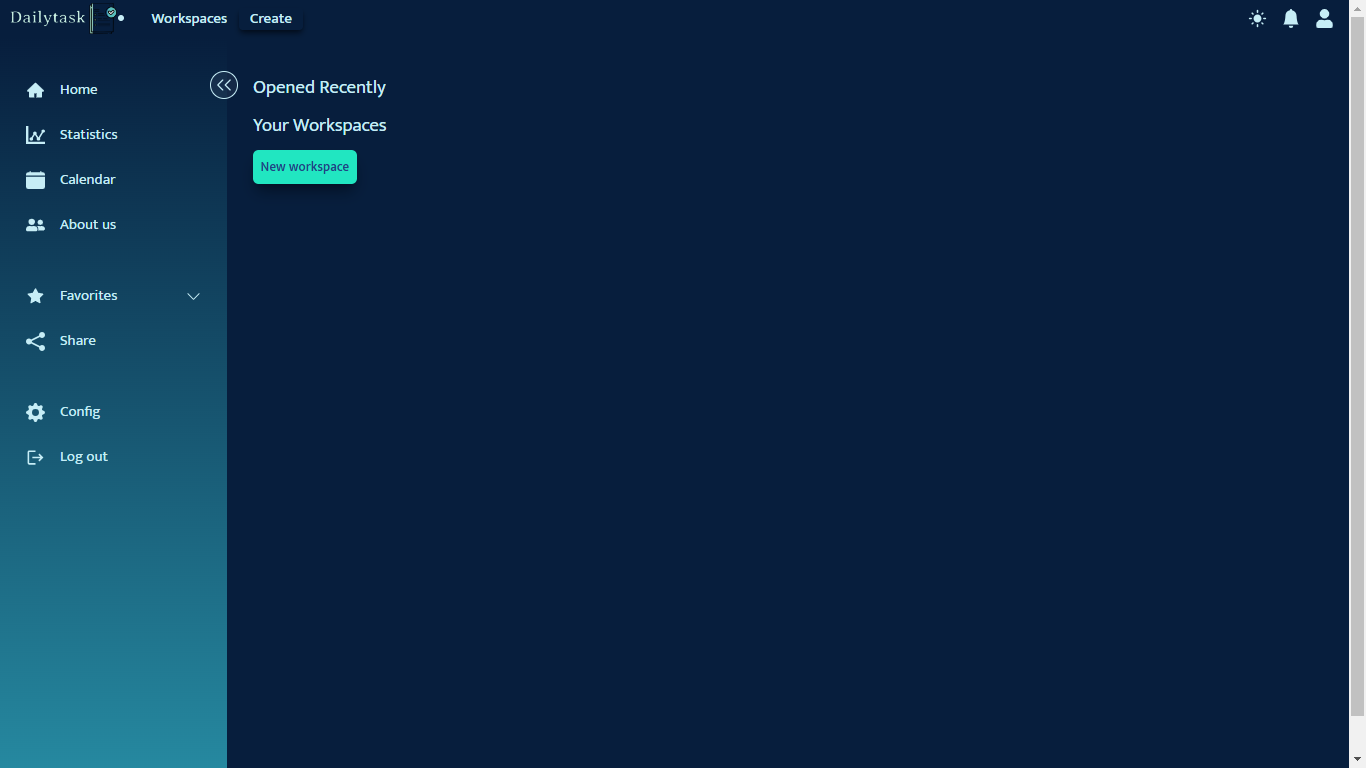 Dailytask
Workspaces
Create
Home
Statistics
Calendar
About us
Favorites
Share
Config
Log out
Opened Recently
Your Workspaces
New workspace